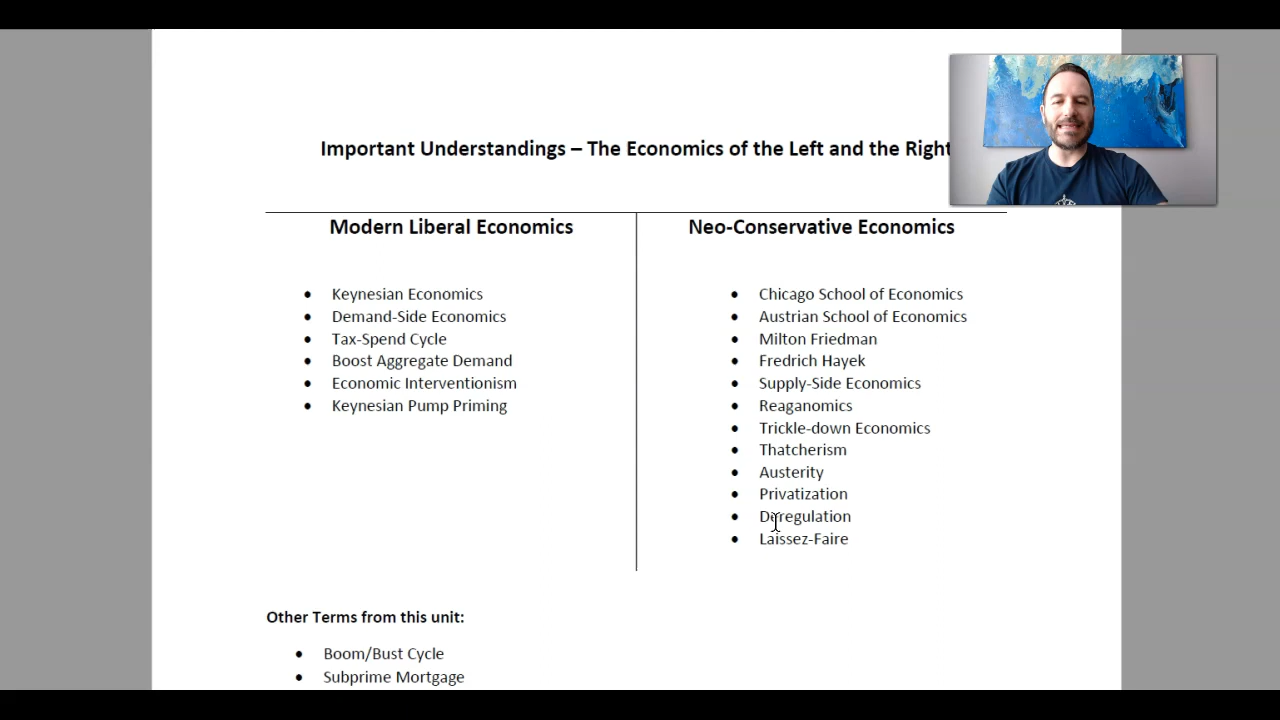 Important Understandings – The Economics of the Left and the Right
Modern Liberal Economics
Keynesian Economics
Demand-Side Economics
Tax-Spend Cycle
Boost Aggregate Demand
Economic Interventionism
Keynesian Pump Priming
Neo-Conservative Economics
Chicago School of Economics
Austrian School of Economics
Milton Friedman
Fredrich Hayek
Supply-Side Economics
Reaganomics
Trickle-down Economics
Thatcherism
Austerity
Privatization
Deregulation
Laissez-Faire
Other Terms from this unit:
Boom/Bust Cycle
Subprime Mortgage